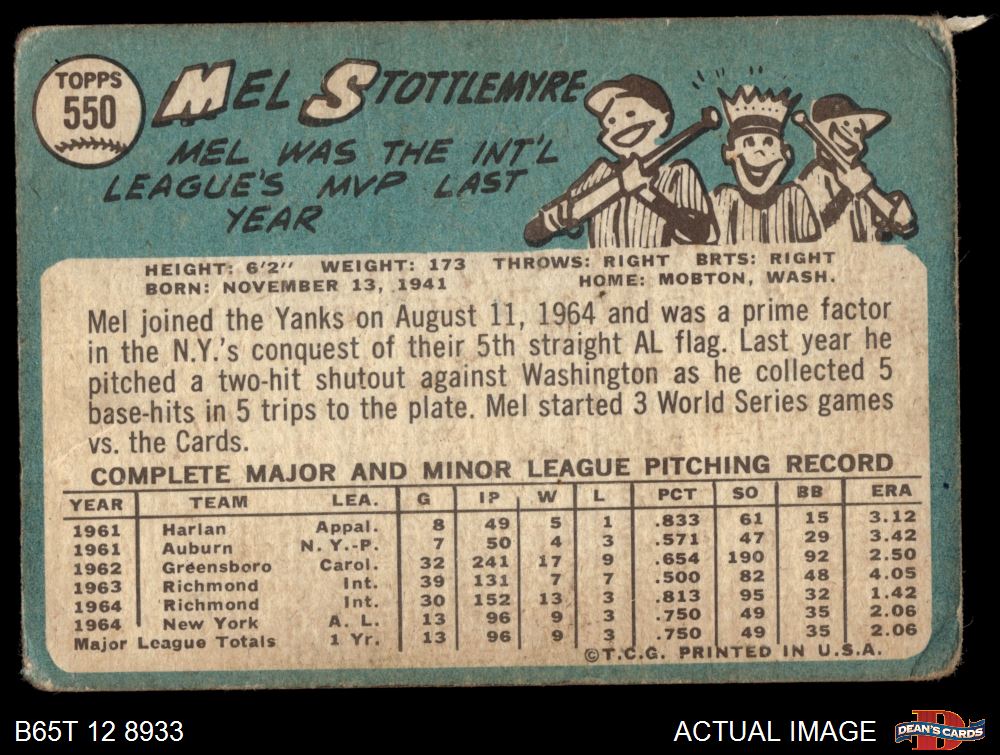 TOPPS
550
MEL STOTTLEMYRE
MEL WAS THE INT'L
LEAGUE'S MVP LAST
YEAR
HEIGHT: 6'2" WEIGHT: 173 THROWS: RIGHT BRTS: RIGHT
BORN: NOVEMBER 13, 1941 HOME: MOBTON, WASH.
Mel joined the Yanks on August 11, 1964 and was a prime factor
in the N.Y.'s conquest of their 5th straight AL flag. Last year he
pitched a two-hit shutout against Washington as he collected 5
base-hits in 5 trips to the plate. Mel started 3 World Series games
vs. the Cards.
COMPLETE MAJOR AND MINOR LEAGUE PITCHING RECORD
YEAR TEAM LEA. G IP W L PCT SO BB ERA
1961 Harlan Appal. 8 49 5 1 .833 61 15 3.12
1961 Auburn N.Y.-P. 7 50 4 3 .571 47 29 3.42
1962 Greensboro Carol. 32 241 17 9 .654 190 92 2.50
1963 Richmond Int. 39 131 7 7 .500 82 48 4.05
1964 Richmond Int. 30 152 13 3 .813 95 32 1.42
1964 New York A. L. 13 96 9 3 .750 49 35 2.06
Major League Totals 1 Yr. 13 96 9 3 .750 49 35 2.06
©T.C.G. PRINTED IN U.S.A.
B65T 12 8933 ACTUAL IMAGE DEAN'S CARDS